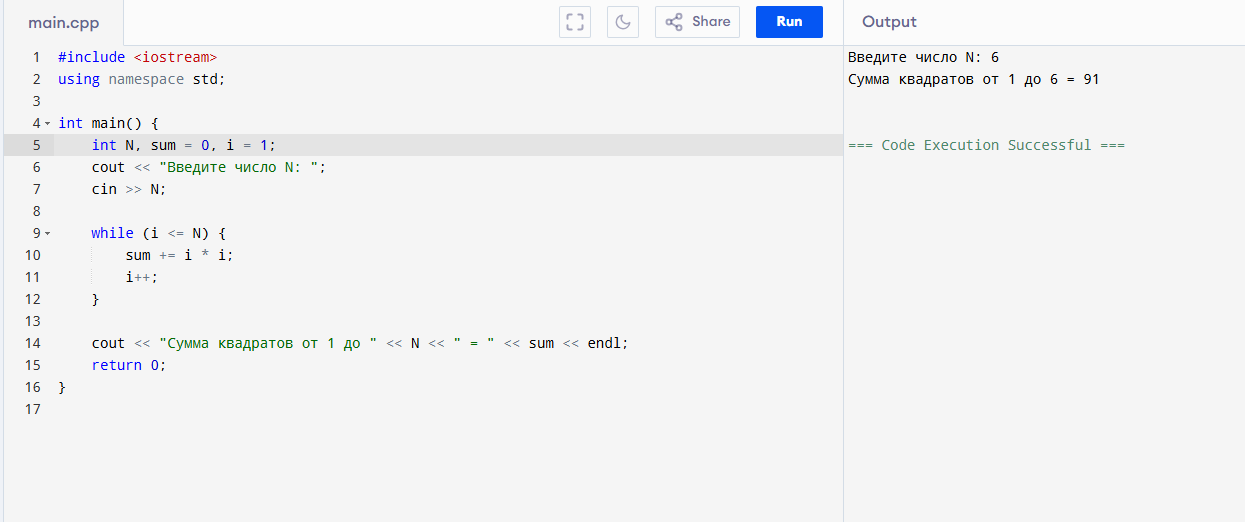 main.cpp
Share
Run
Output
1 #include <iostream>
2 using namespace std;
3
4 int main() {
5 int N, sum = 0, i = 1;
6 cout << "Введите число N: ";
7 cin >> N;
8
9 while (i <= N) {
10 sum += i * i;
11 i++;
12 }
13
14 cout << "Сумма квадратов от 1 до " << N << " = " << sum << endl;
15 return 0;
16 }
17
Введите число N: 6
Сумма квадратов от 1 до 6 = 91
=== Code Execution Successful ===